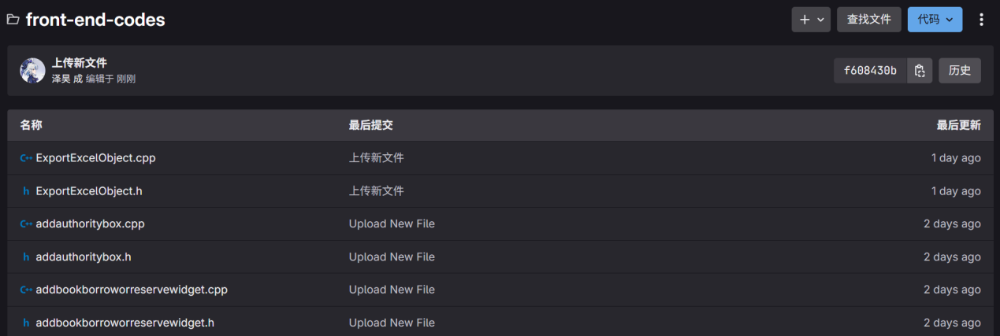 front-end-codes
查找文件
代码
上传新文件
泽昊 成 编辑于 刚刚
f608430b
历史
名称 最后提交 最后更新
C++ ExportExcelObject.cpp 上传新文件 1 day ago
h ExportExcelObject.h 上传新文件 1 day ago
C++ addauthoritybox.cpp Upload New File 2 days ago
h addauthoritybox.h Upload New File 2 days ago
C++ addbookborroworreservewidget.cpp Upload New File 2 days ago
h addbookborroworreservewidget.h Upload New File 2 days ago